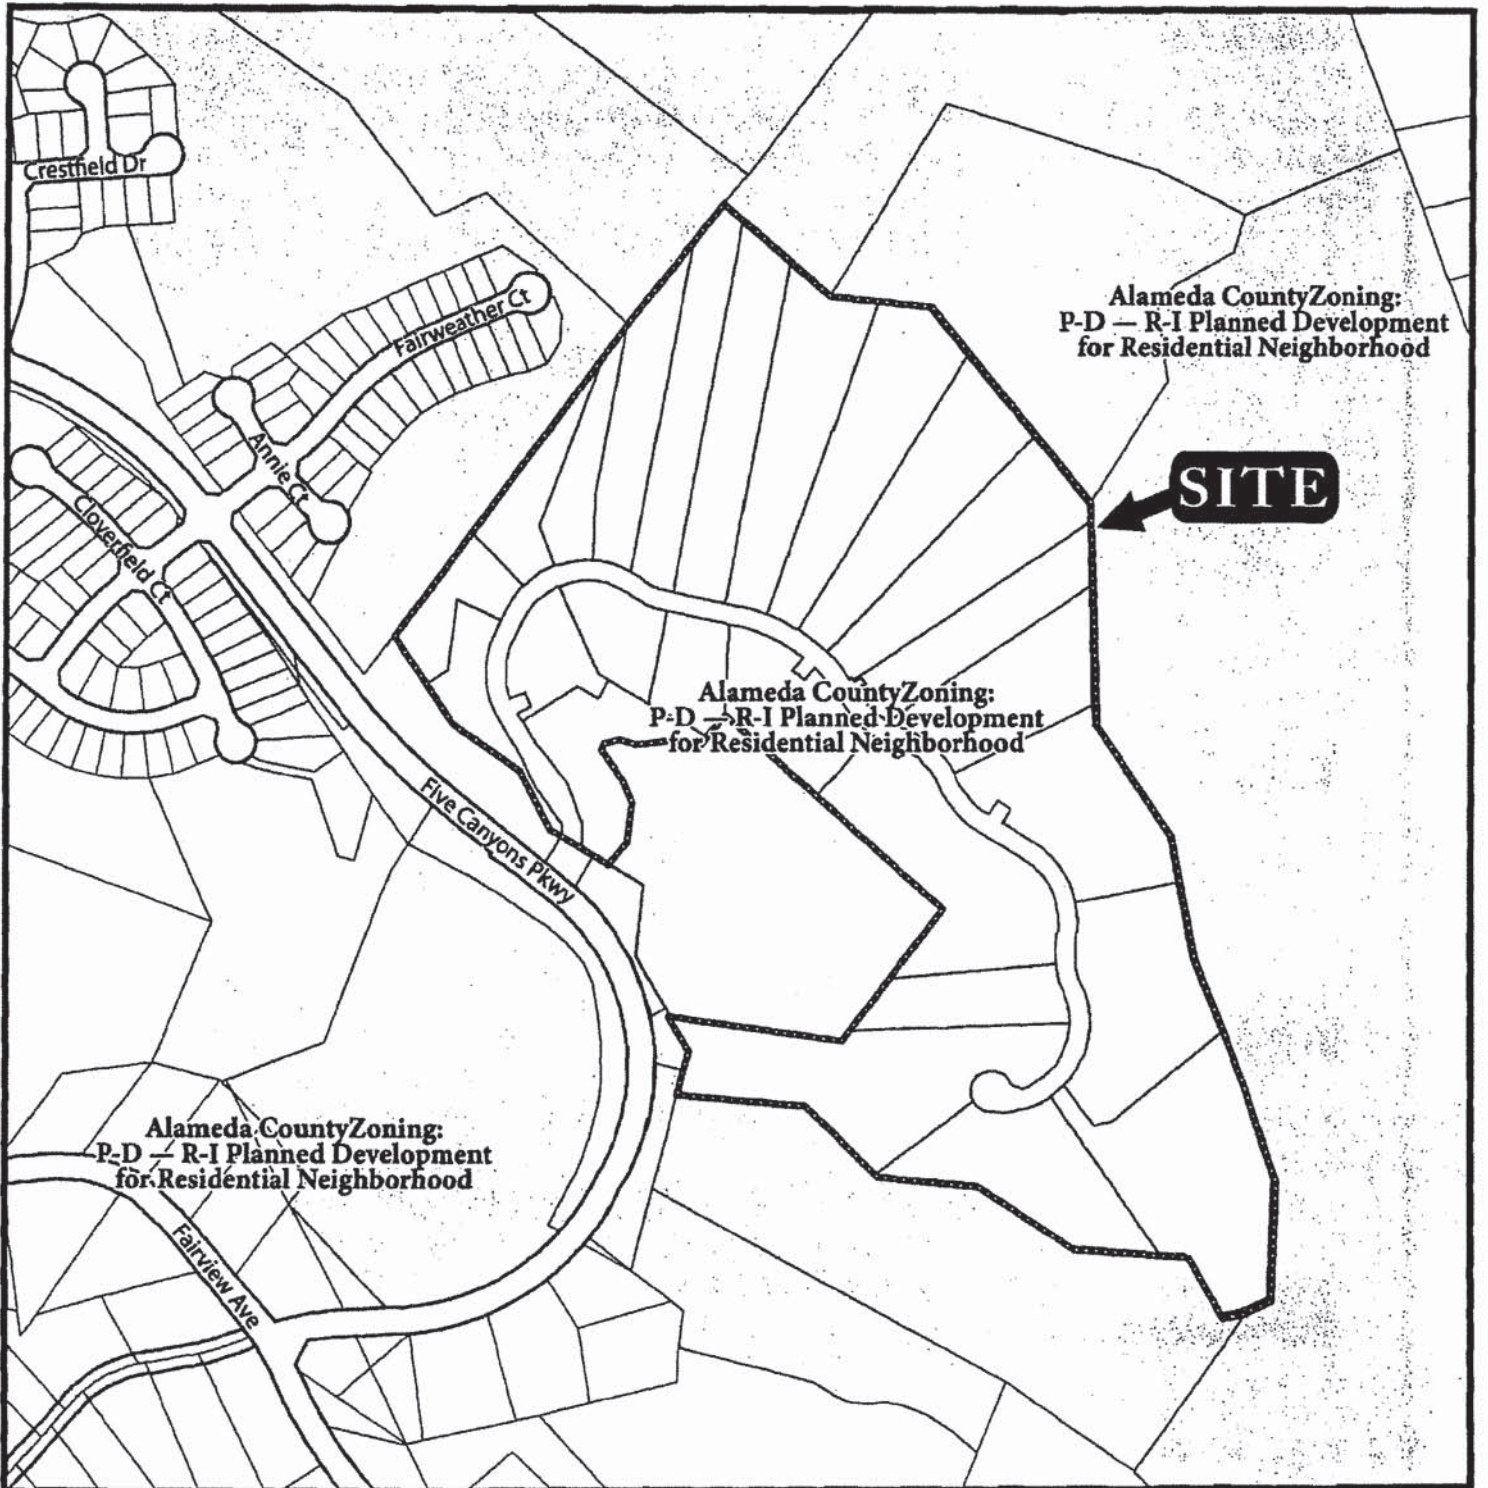 Crestfield Dr
Fairweather Ct
Alameda CountyZoning:
P-D — R-I Planned Development
for Residential Neighborhood
Annie Ct
SITE
Cloverfield Ct
Alameda CountyZoning:
P-D — R-I Planned Development
for Residential Neighborhood
Five Canyons Pkwy
Alameda CountyZoning:
P-D — R-I Planned Development
for Residential Neighborhood
Fairview Ave